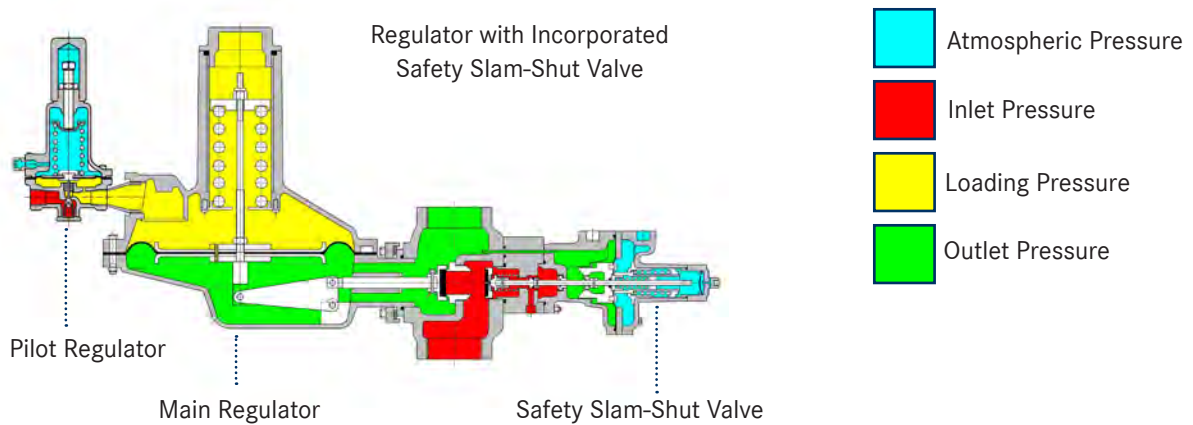 Regulator with Incorporated
Safety Slam-Shut Valve
Atmospheric Pressure
Inlet Pressure
Loading Pressure
Outlet Pressure
Pilot Regulator
Main Regulator
Safety Slam-Shut Valve